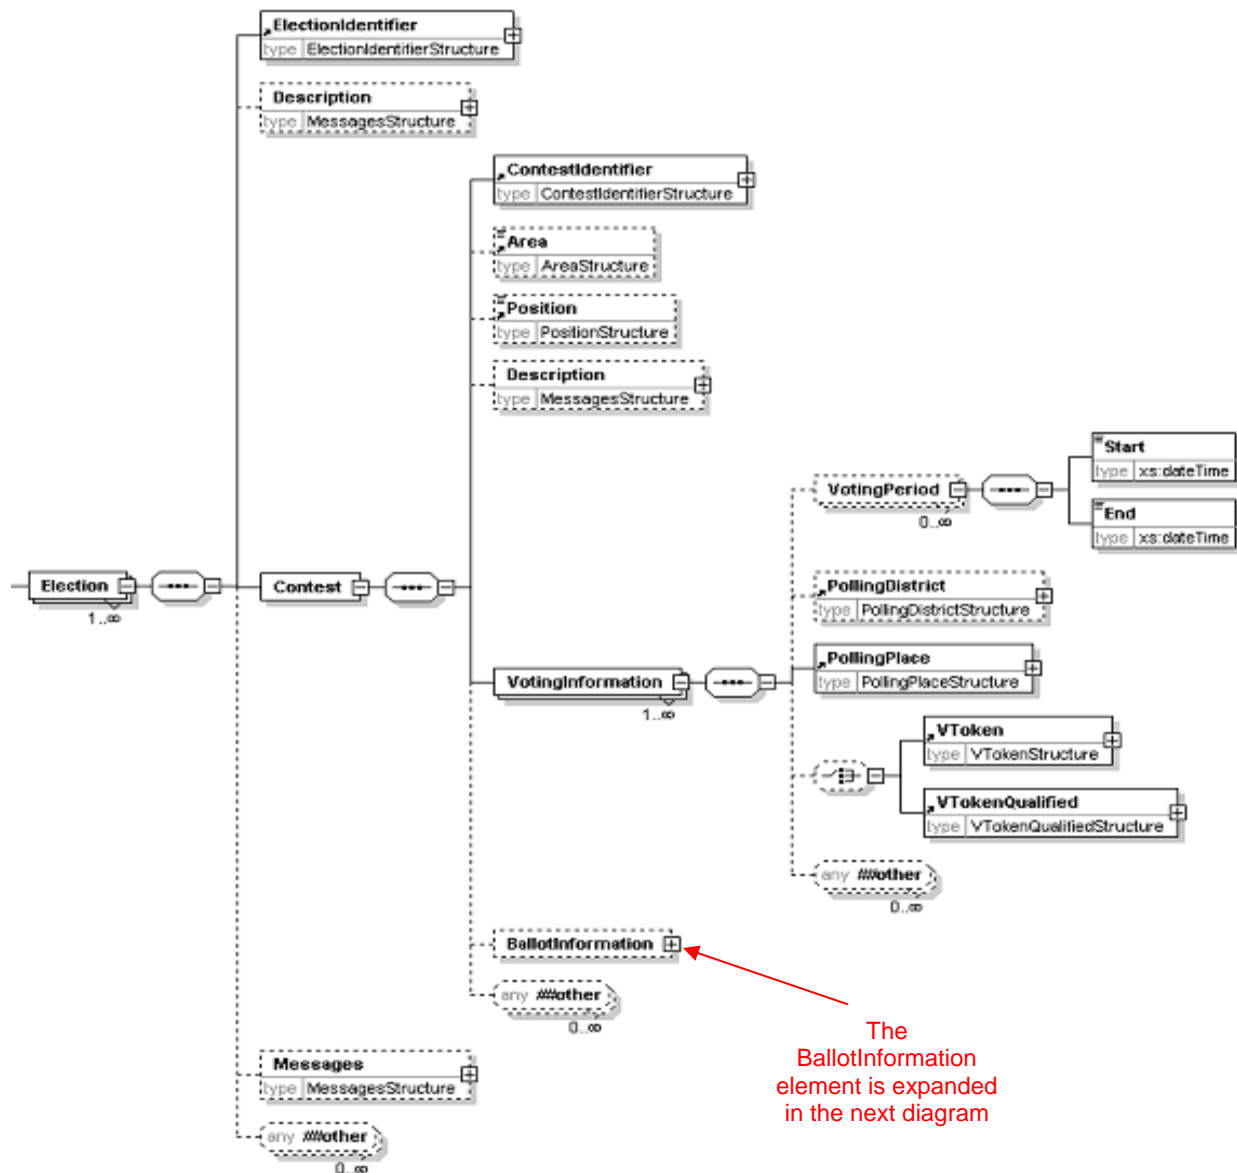 ElectionIdentifier
type ElectionIdentifierStructure
Description
type MessagesStructure
ContestIdentifier
type ContestIdentifierStructure
Area
type AreaStructure
Position
type PositionStructure
Description
type MessagesStructure
Start
type xs:dateTime
VotingPeriod
0..∞
End
type xs:dateTime
Election
1..∞
Contest
PollingDistrict
type PollingDistrictStructure
PollingPlace
type PollingPlaceStructure
VotingInformation
1..∞
VToken
type VTokenStructure
VTokenQualified
type VTokenQualifiedStructure
any ##other
0..∞
BallotInformation
any ##other
0..∞
The
BallotInformation
element is expanded
in the next diagram
Messages
type MessagesStructure
any ##other
0..∞